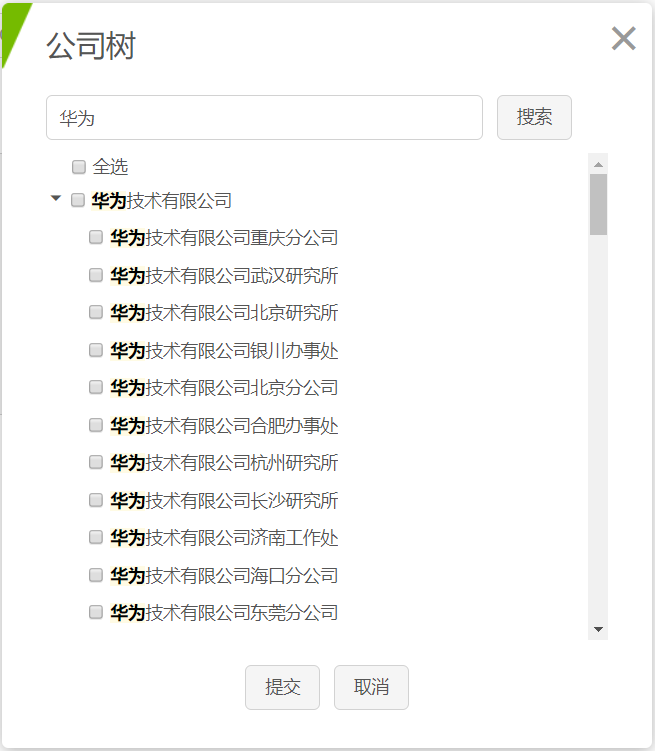 公司树
华为 搜索
全选
华为技术有限公司
华为技术有限公司重庆分公司
华为技术有限公司武汉研究所
华为技术有限公司北京研究所
华为技术有限公司银川办事处
华为技术有限公司北京分公司
华为技术有限公司合肥办事处
华为技术有限公司杭州研究所
华为技术有限公司长沙研究所
华为技术有限公司济南工作处
华为技术有限公司海口分公司
华为技术有限公司东莞分公司
提交 取消